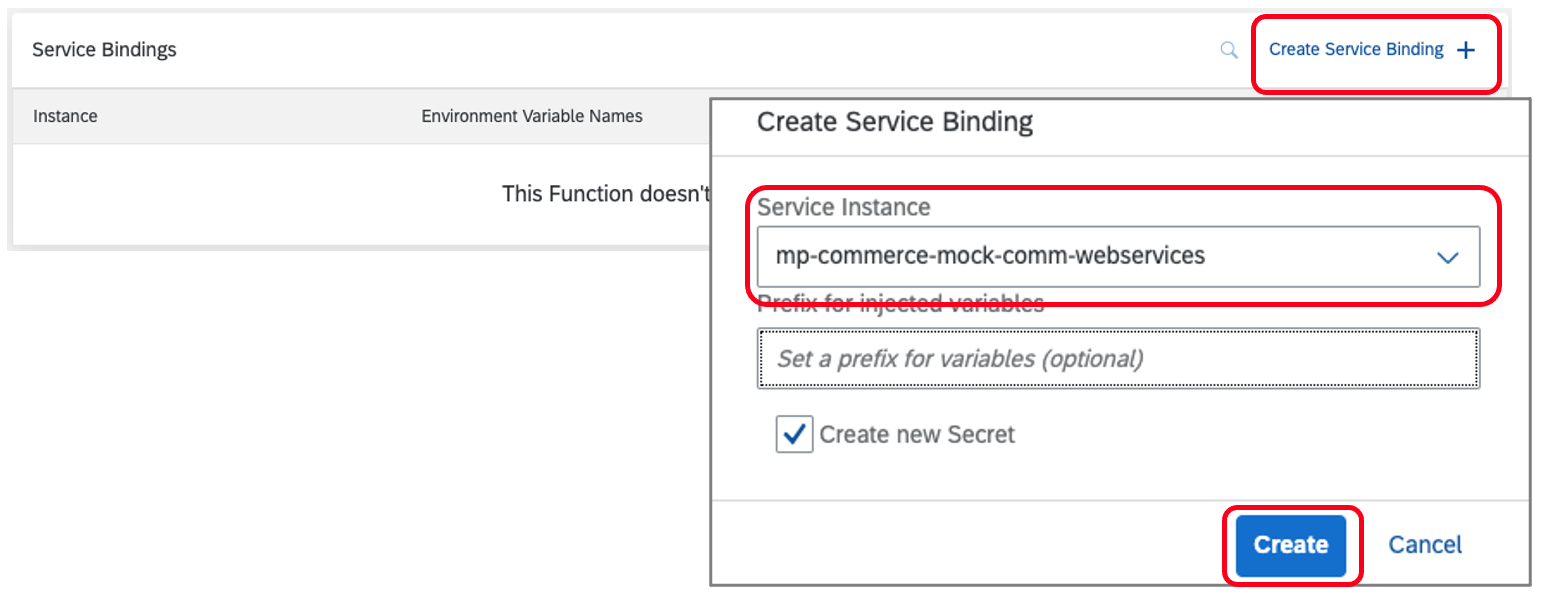 Service Bindings
Create Service Binding +
Instance
Environment Variable Names
This Function doesn't
Create Service Binding
Service Instance
mp-commerce-mock-comm-webservices
Prefix for injected variables
Set a prefix for variables (optional)
Create new Secret
Create
Cancel